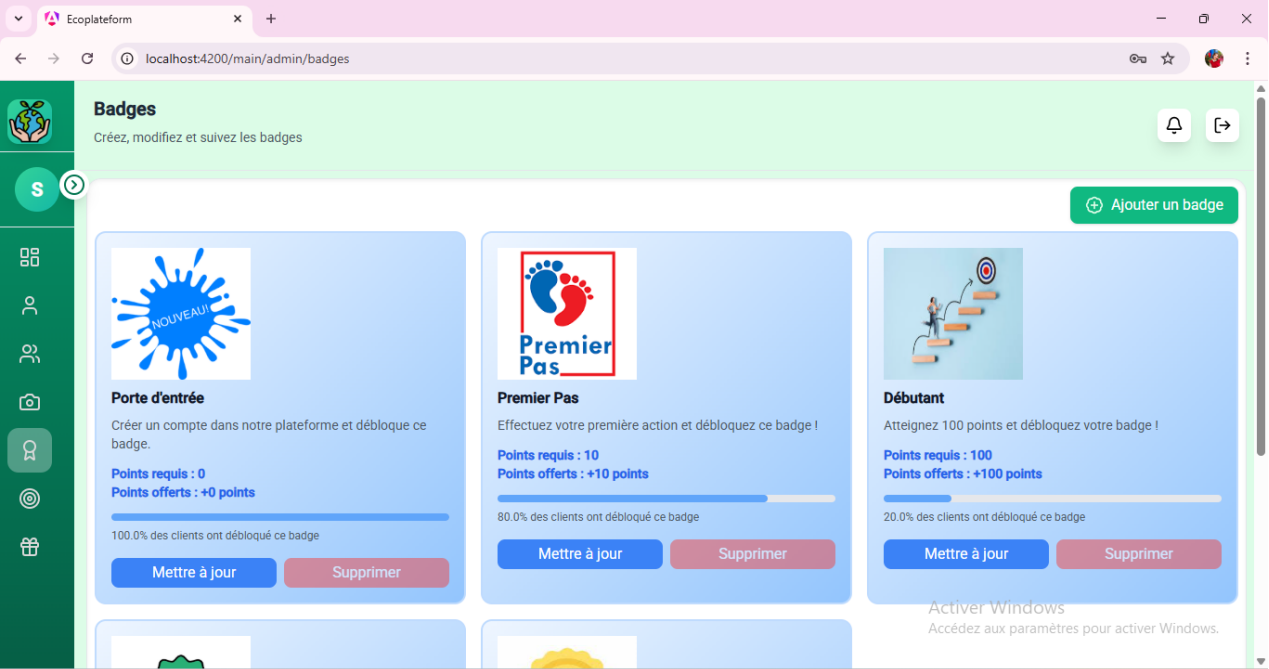 Ecoplateform
localhost:4200/main/admin/badges
Badges
Créez, modifiez et suivez les badges
S
Ajouter un badge
NOUVEAU!
Porte d'entrée
Créer un compte dans notre plateforme et débloque ce
badge.
Points requis : 0
Points offerts : +0 points
100.0% des clients ont débloqué ce badge
Mettre à jour
Supprimer
Premier
Pas
Premier Pas
Effectuez votre première action et débloquez ce badge !
Points requis : 10
Points offerts : +10 points
80.0% des clients ont débloqué ce badge
Mettre à jour
Supprimer
Débutant
Atteignez 100 points et débloquez votre badge !
Points requis : 100
Points offerts : +100 points
20.0% des clients ont débloqué ce badge
Mettre à jour
Supprimer
Activer Windows
Accédez aux paramètres pour activer Windows.